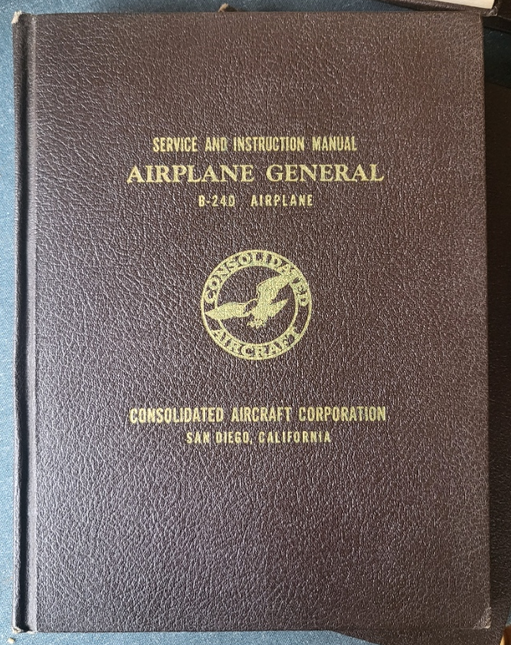 SERVICE AND INSTRUCTION MANUAL
AIRPLANE GENERAL
B-24D AIRPLANE
CONSOLIDATED
AIRCRAFT
CONSOLIDATED AIRCRAFT CORPORATION
SAN DIEGO, CALIFORNIA